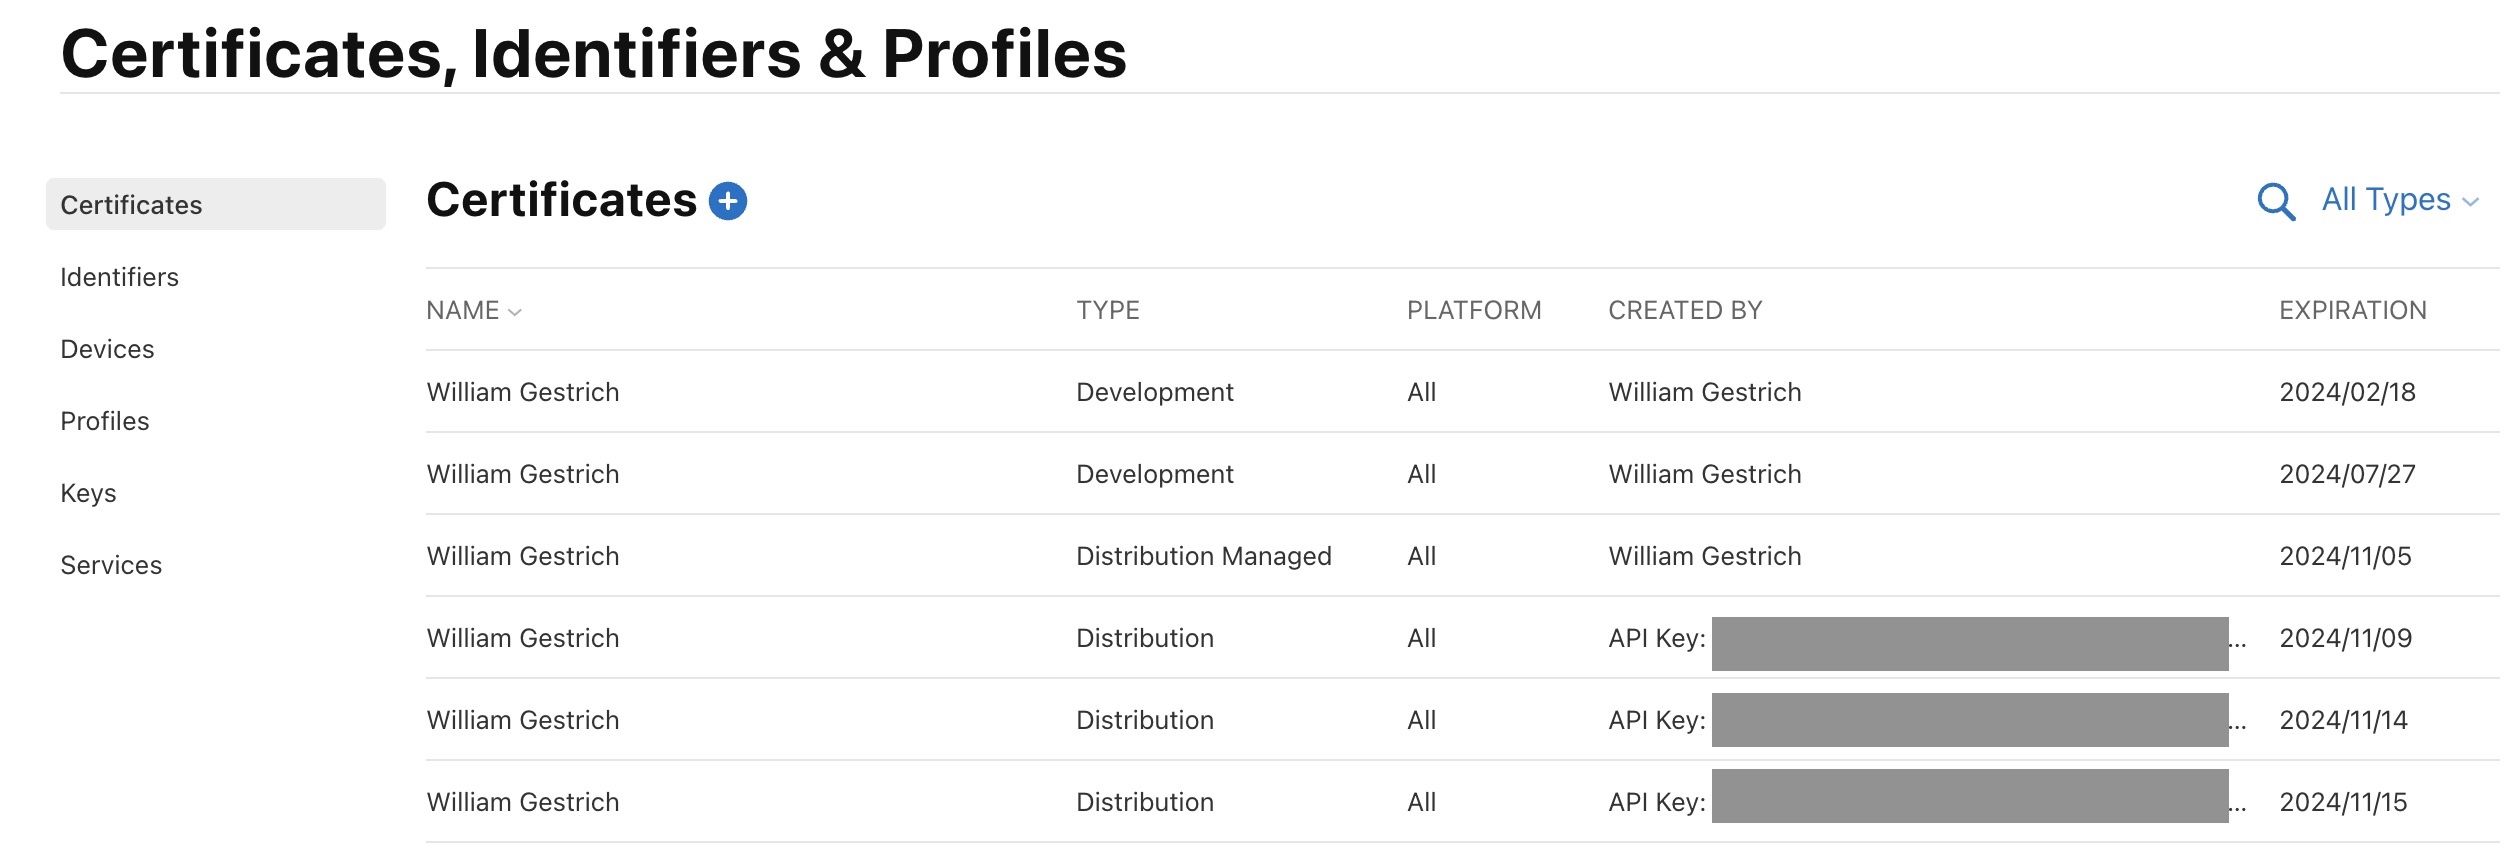 Certificates, Identifiers & Profiles
Certificates
Identifiers
Devices
Profiles
Keys
Services
Certificates
All Types
NAME TYPE PLATFORM CREATED BY EXPIRATION
William Gestrich Development All William Gestrich 2024/02/18
William Gestrich Development All William Gestrich 2024/07/27
William Gestrich Distribution Managed All William Gestrich 2024/11/05
William Gestrich Distribution All API Key: ... 2024/11/09
William Gestrich Distribution All API Key: ... 2024/11/14
William Gestrich Distribution All API Key: ... 2024/11/15